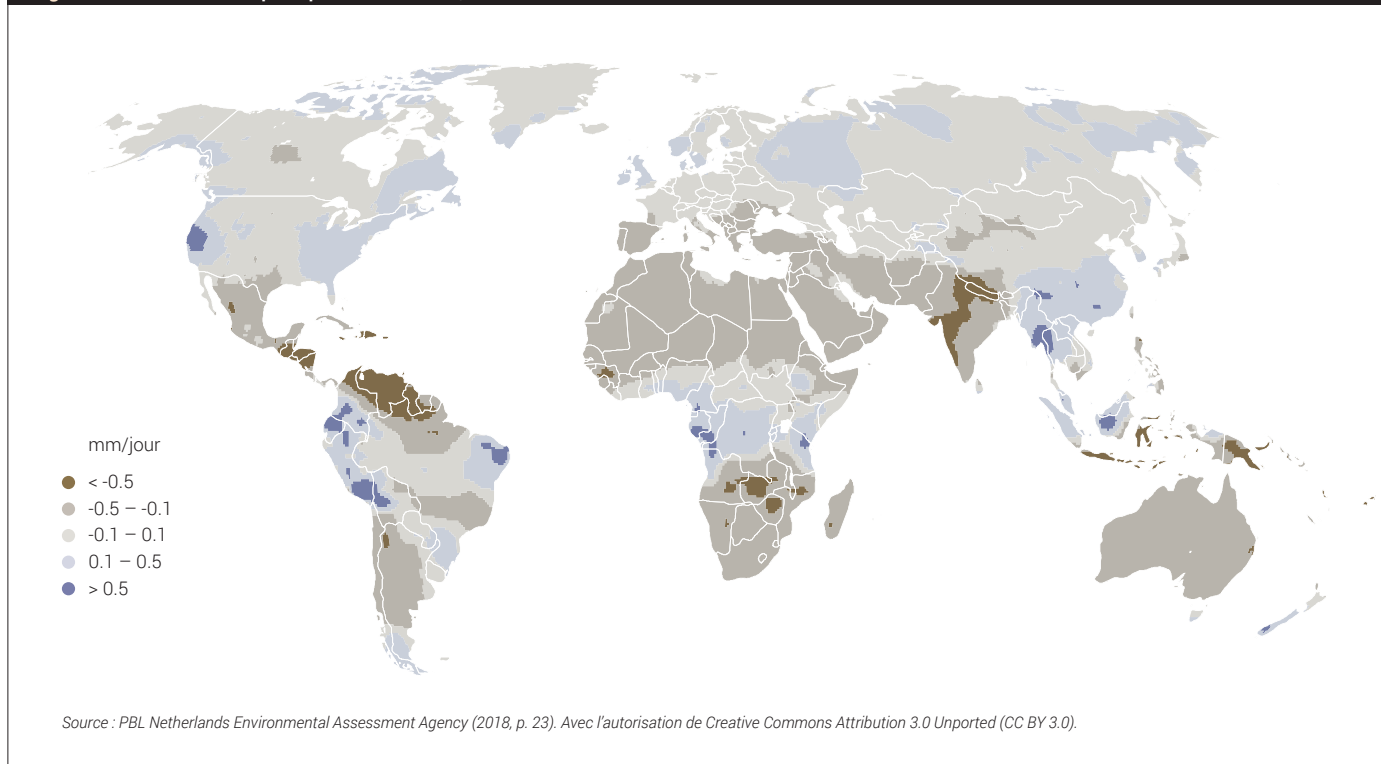 mm/jour
< -0.5
-0.5 – -0.1
-0.1 – 0.1
0.1 – 0.5
> 0.5
Source : PBL Netherlands Environmental Assessment Agency (2018, p. 23). Avec l’autorisation de Creative Commons Attribution 3.0 Unported (CC BY 3.0).